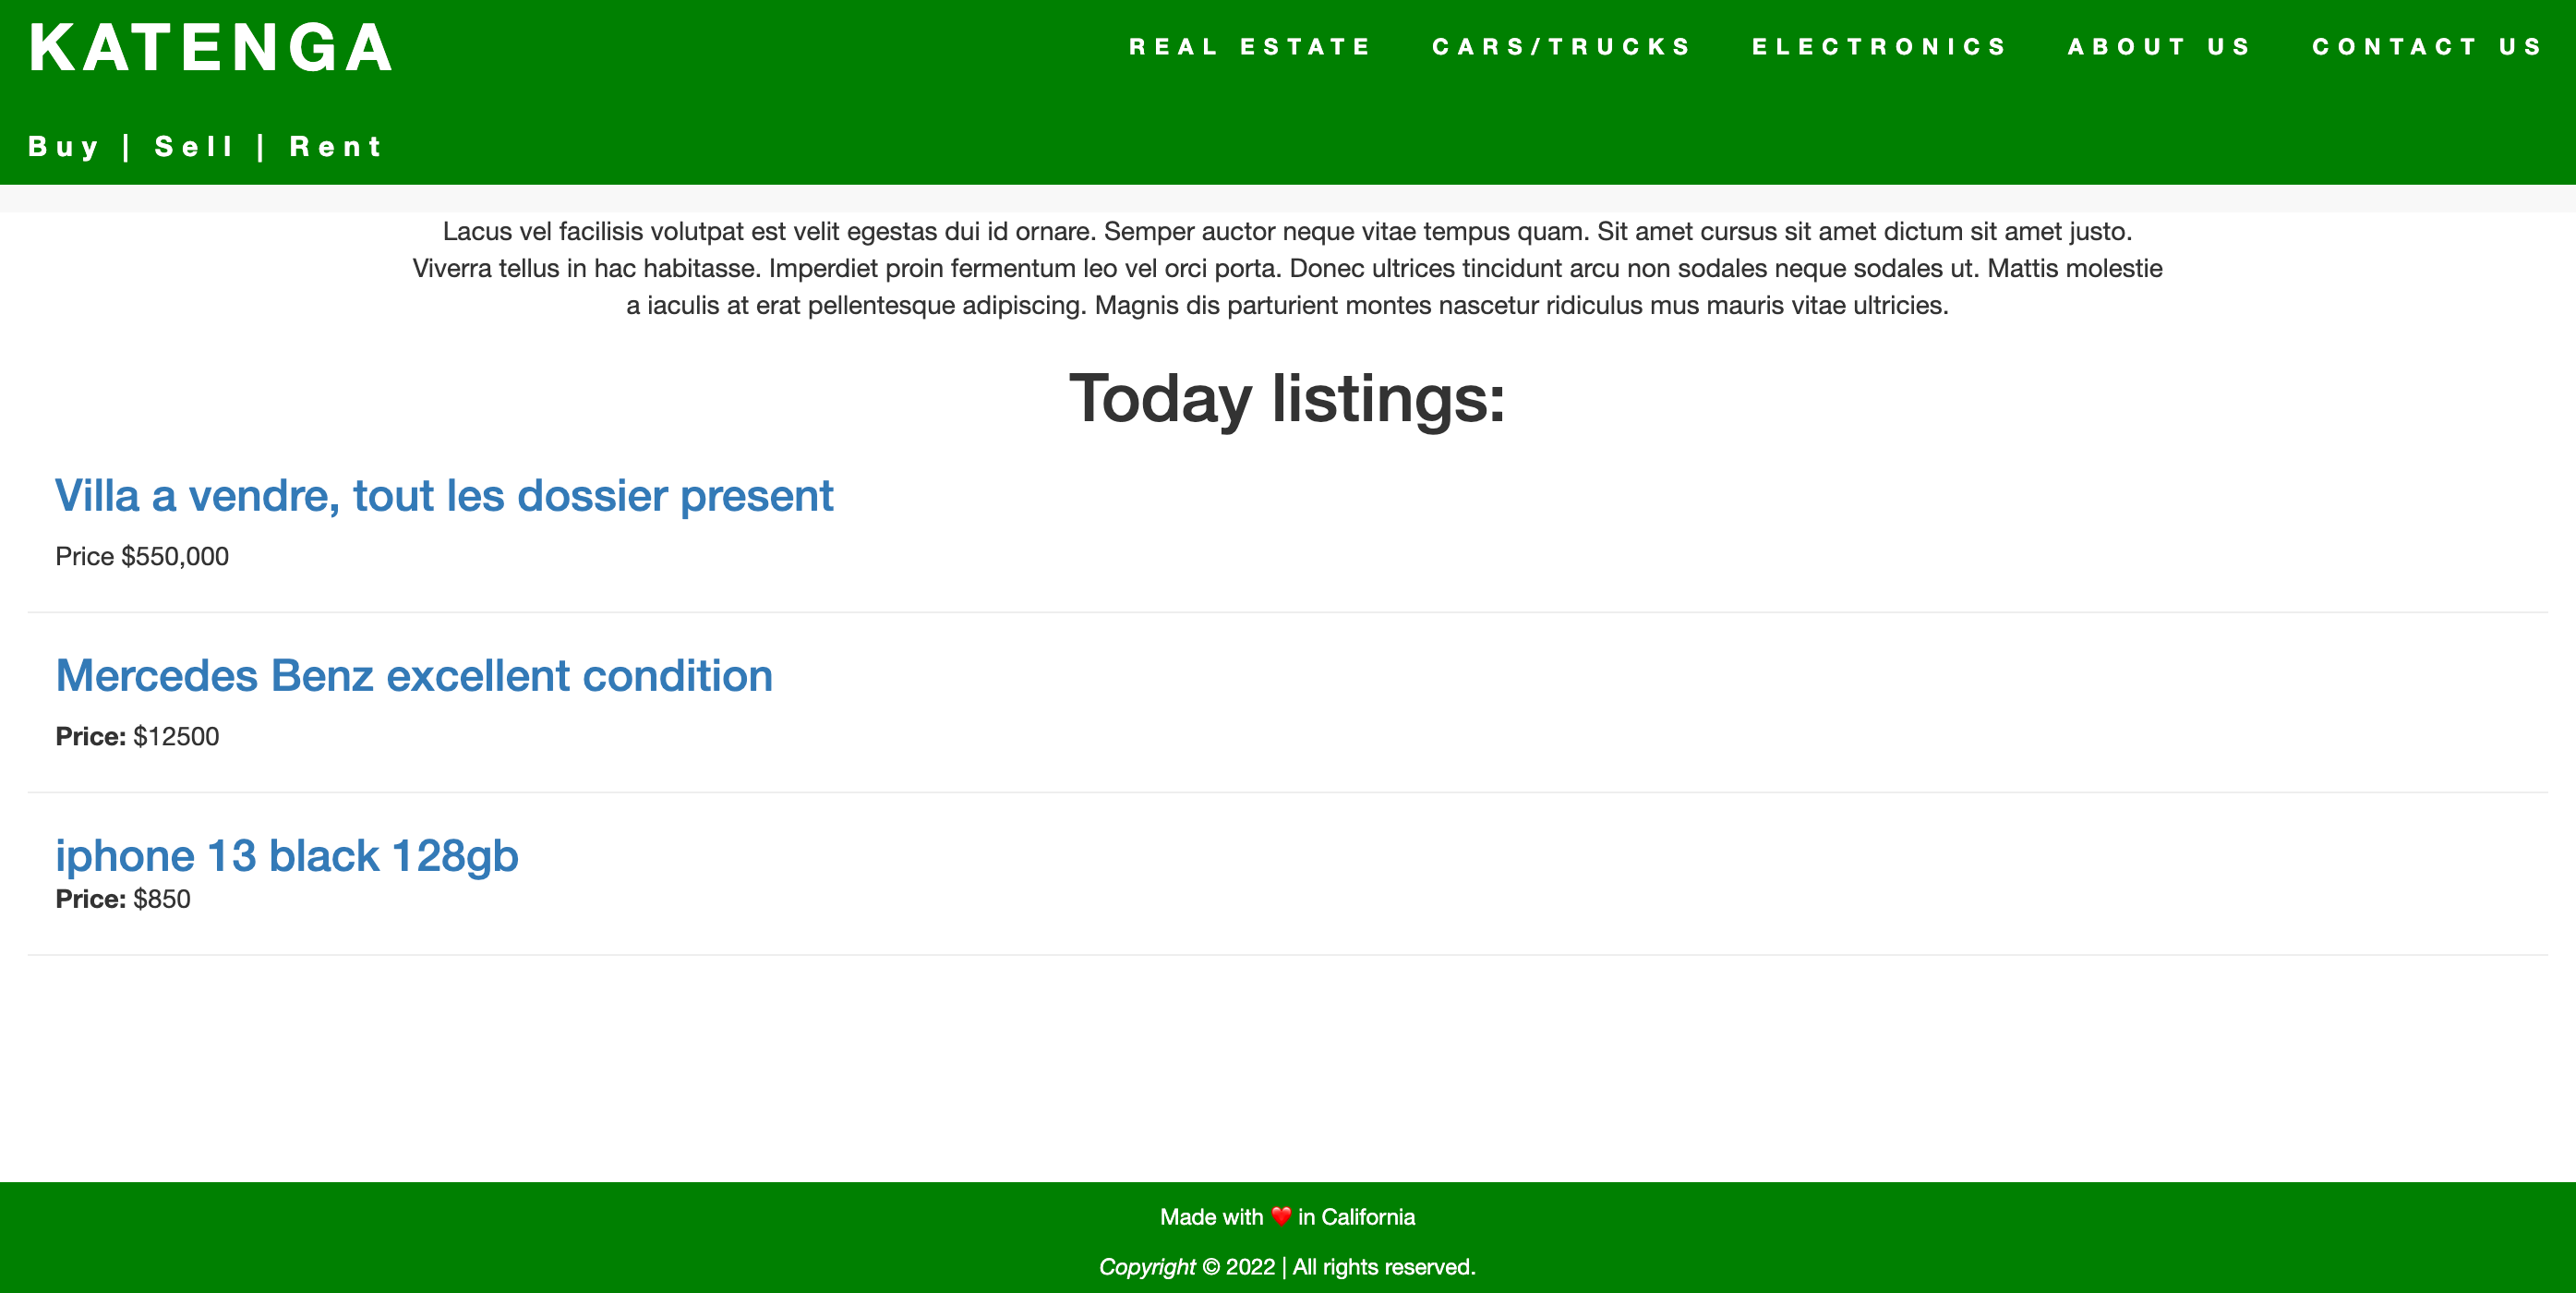 KATENGA
REAL ESTATE CARS/TRUCKS ELECTRONICS ABOUT US CONTACT US
Buy | Sell | Rent
Lacus vel facilisis volutpat est velit egestas dui id ornare. Semper auctor neque vitae tempus quam. Sit amet cursus sit amet dictum sit amet justo.
Viverra tellus in hac habitasse. Imperdiet proin fermentum leo vel orci porta. Donec ultrices tincidunt arcu non sodales neque sodales ut. Mattis molestie
a iaculis at erat pellentesque adipiscing. Magnis dis parturient montes nascetur ridiculus mus mauris vitae ultricies.
Today listings:
Villa a vendre, tout les dossier present
Price $550,000
Mercedes Benz excellent condition
Price: $12500
iphone 13 black 128gb
Price: $850
Made with ❤️ in California
Copyright © 2022 | All rights reserved.